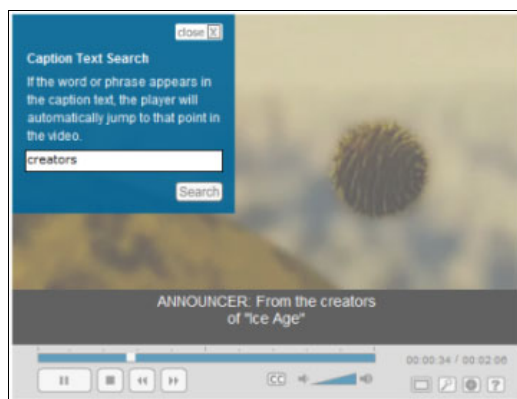 close X
Caption Text Search
If the word or phrase appears in
the caption text, the player will
automatically jump to that point in
the video.
creators
Search
ANNOUNCER: From the creators
of "Ice Age"
00:00:34 / 00:02:06
CC
?